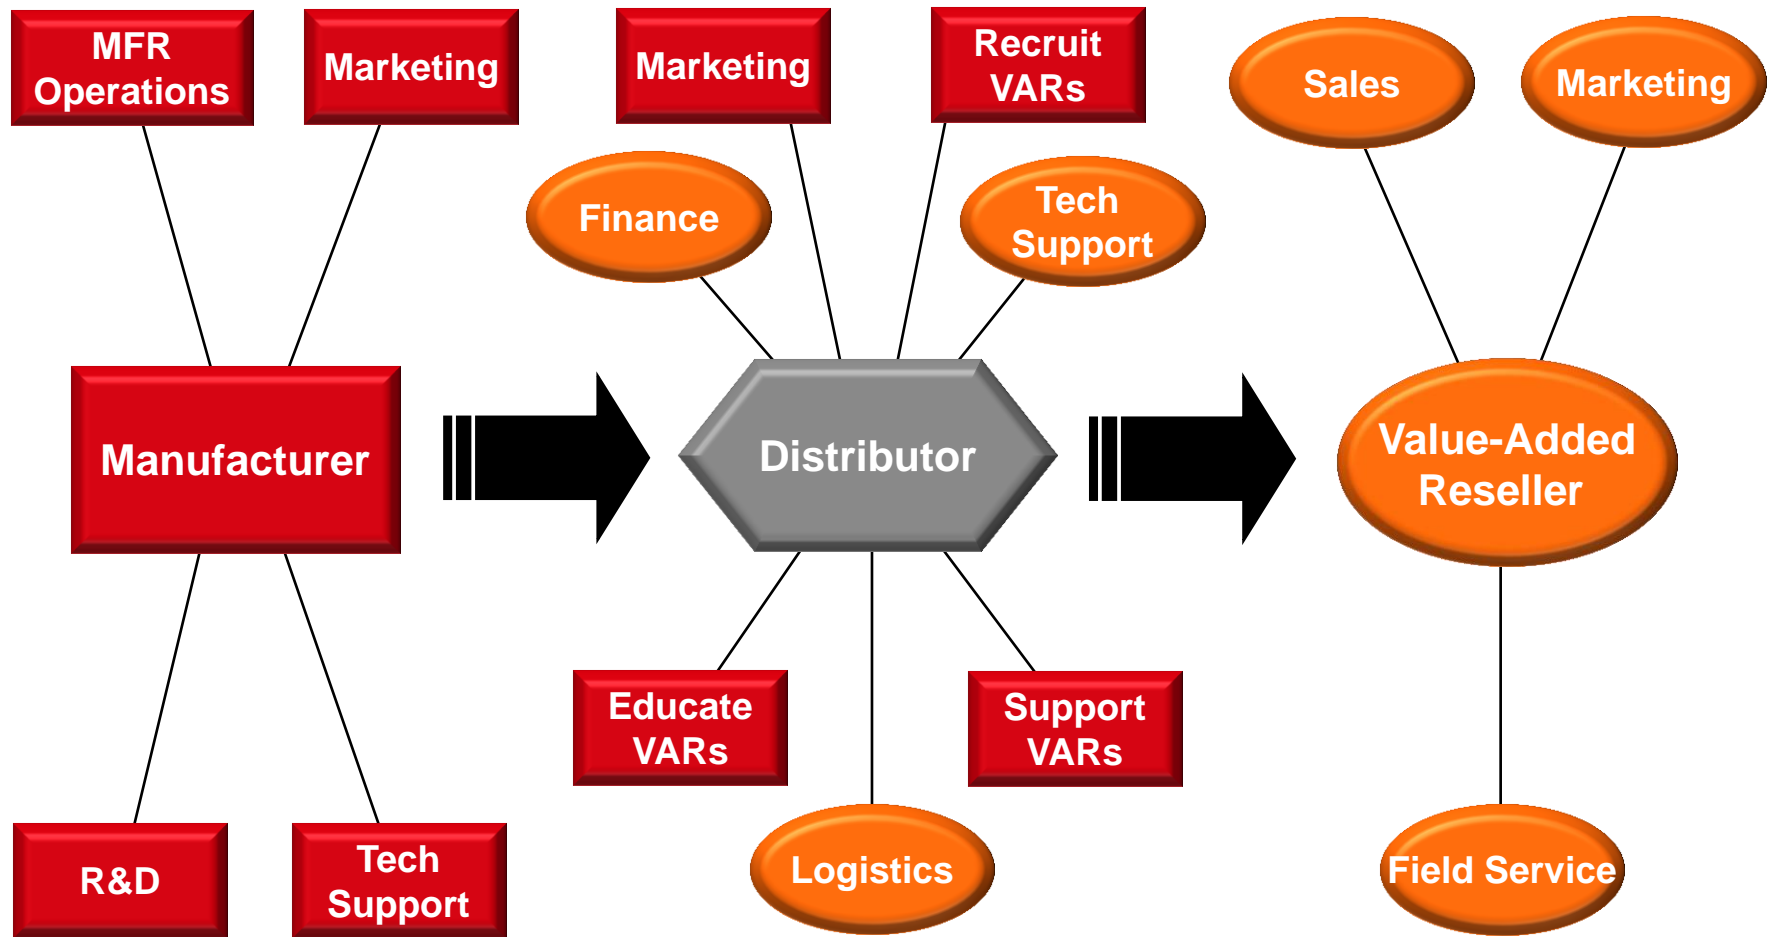 MFR
Operations
Marketing
Marketing
Recruit
VARs
Sales
Marketing
Finance
Tech
Support
Manufacturer
Distributor
Value-Added
Reseller
Educate
VARs
Support
VARs
R&D
Tech
Support
Logistics
Field Service